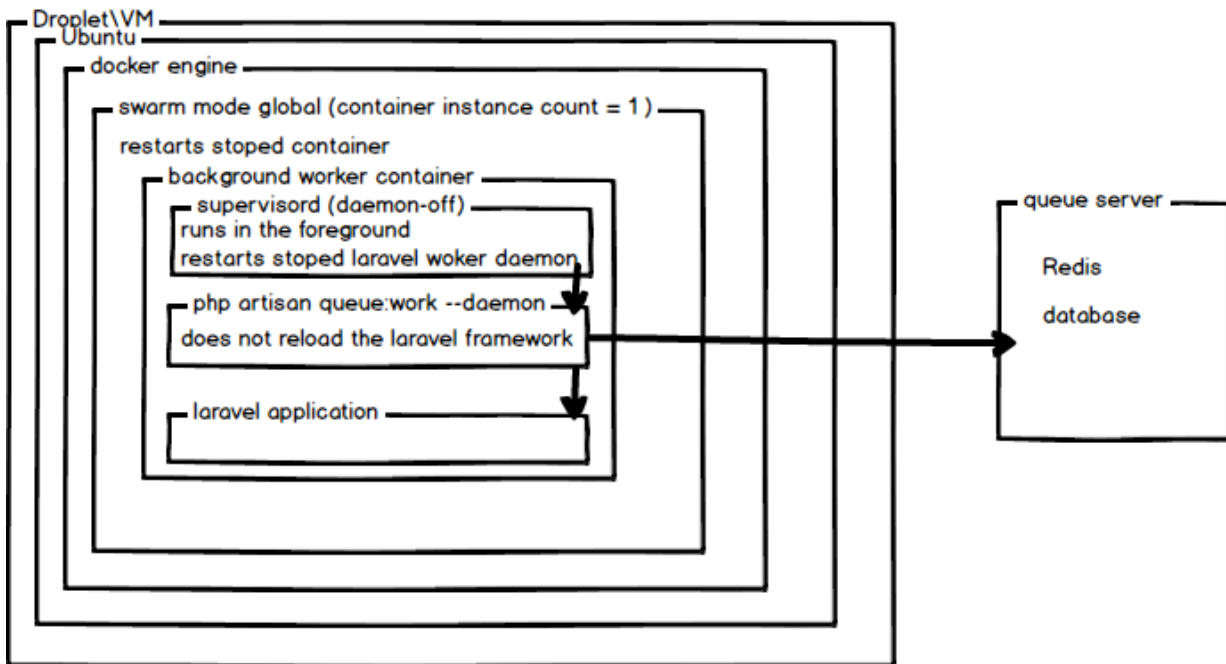 Droplet\VM
Ubuntu
docker engine
swarm mode global (container instance count = 1 )
restarts stoped container
background worker container
supervisord (daemon-off)
runs in the foreground
restarts stoped laravel woker daemon
php artisan queue:work --daemon
does not reload the laravel framework
laravel application
queue server
Redis
database